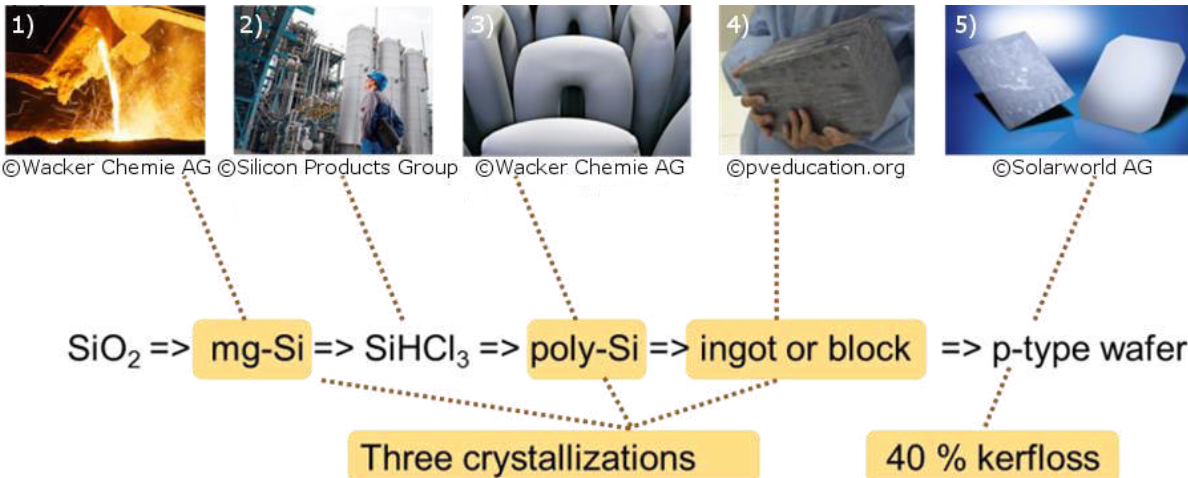 1)
2)
3)
4)
5)
©Wacker Chemie AG
©Silicon Products Group
©Wacker Chemie AG
©pveducation.org
©Solarworld AG
SiO₂ => mg-Si => SiHCl₃ => poly-Si => ingot or block => p-type wafer
Three crystallizations
40 % kerfloss